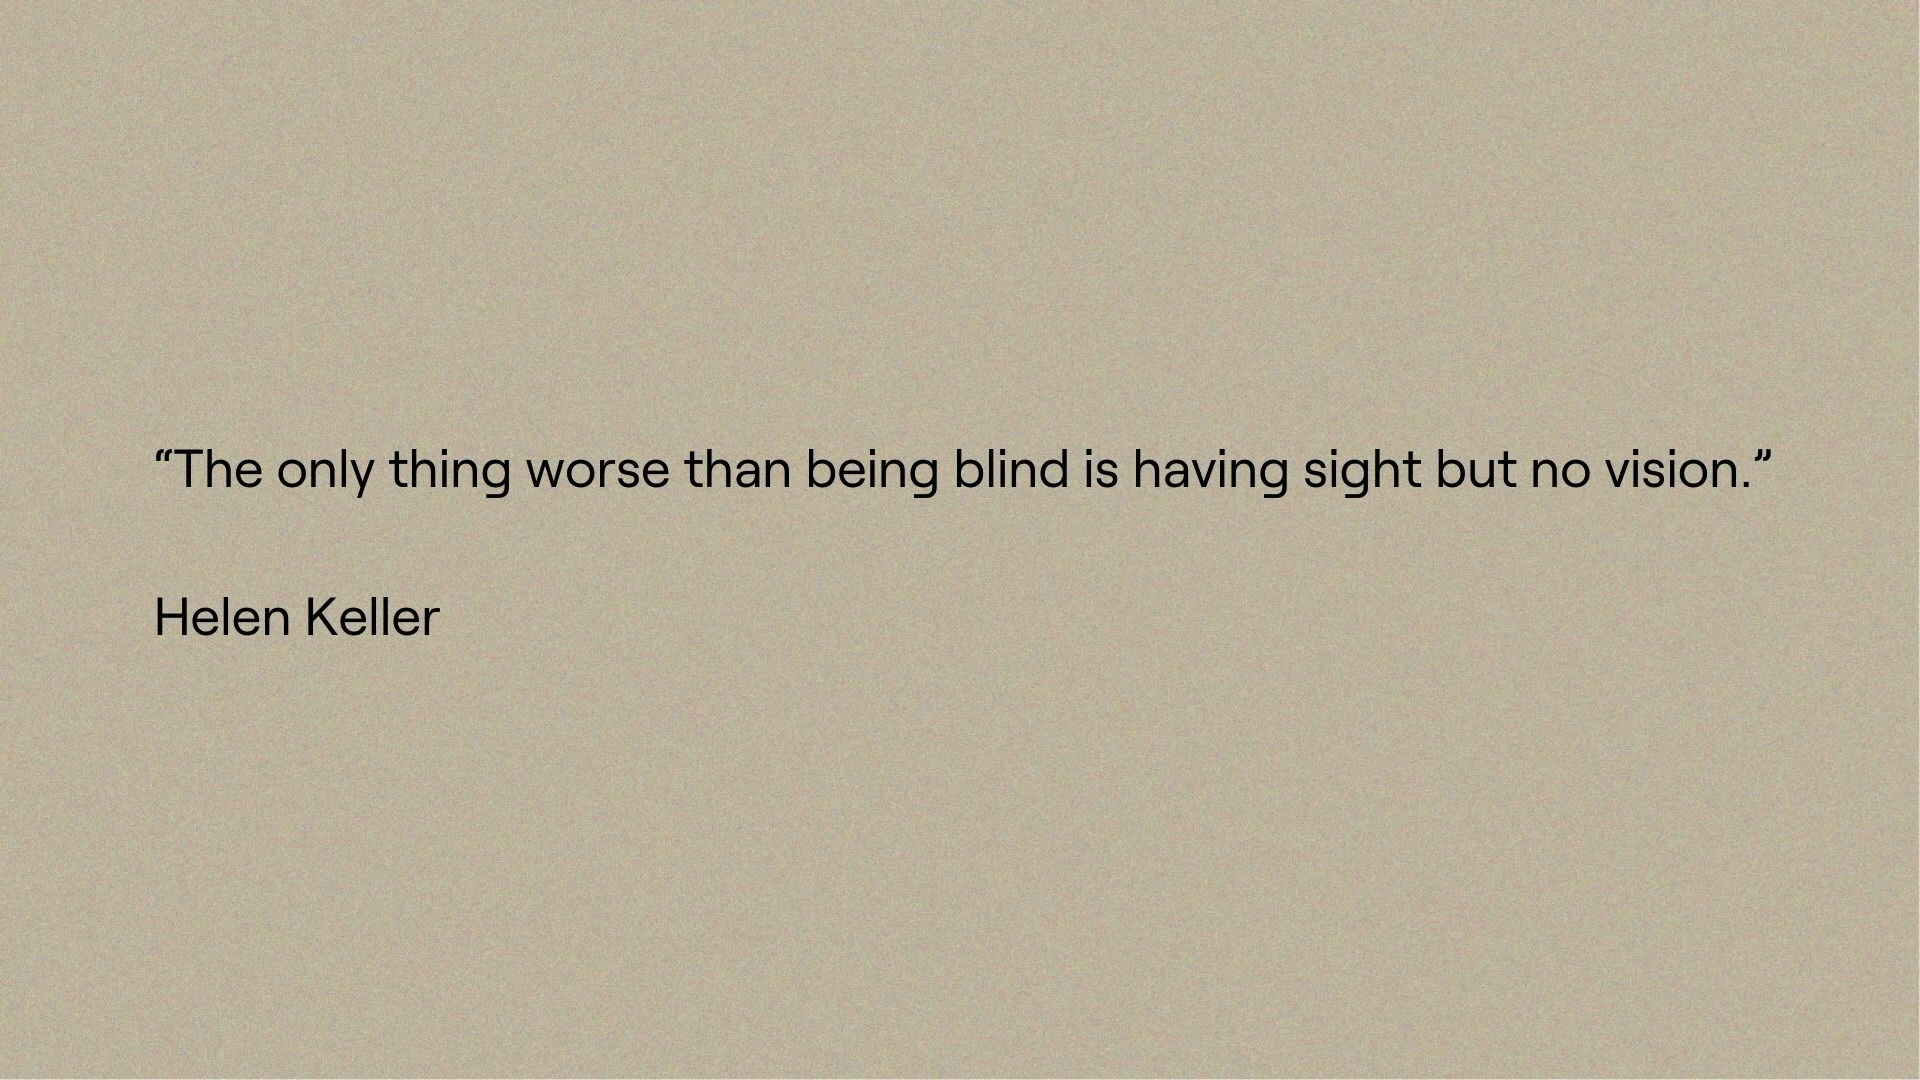 “The only thing worse than being blind is having sight but no vision.”
Helen Keller